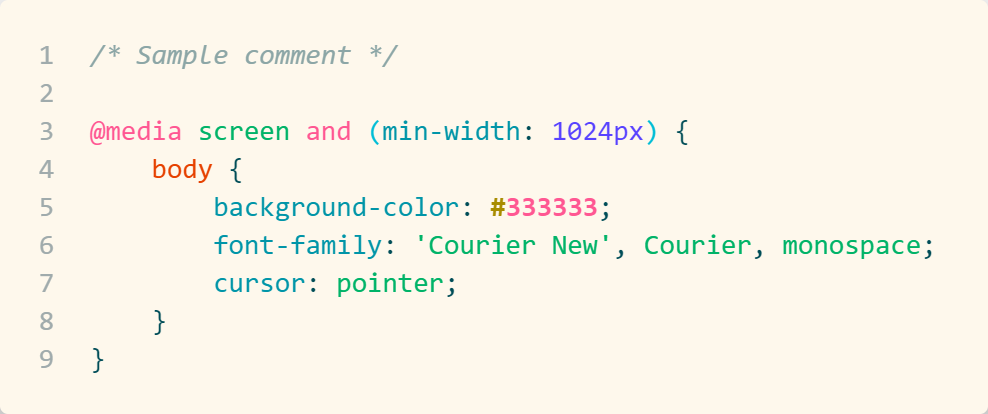 1 /* Sample comment */
2
3 @media screen and (min-width: 1024px) {
4     body {
5         background-color: #333333;
6         font-family: 'Courier New', Courier, monospace;
7         cursor: pointer;
8     }
9 }